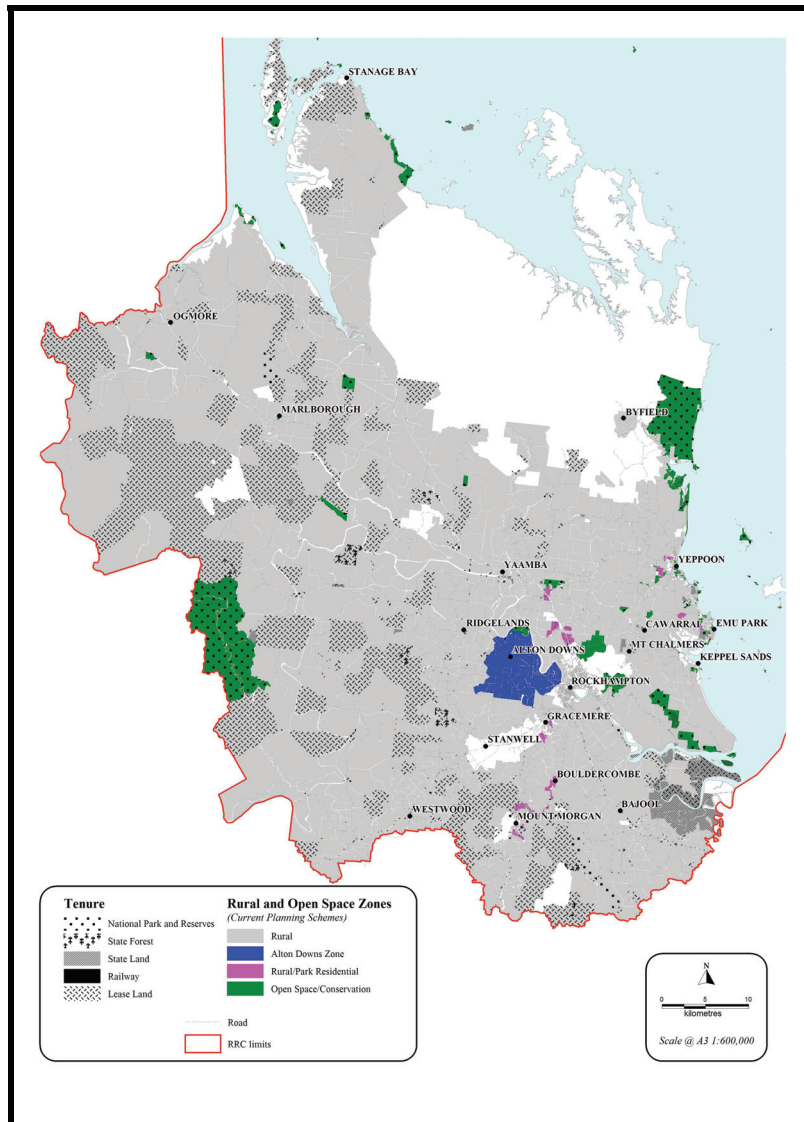 STANAGE BAY
OGMORE
MARLBOROUGH
BYFIELD
YAAMBA
YEPPOON
RIDGELANDS
CAWARRAL
EMU PARK
ALTON DOWNS
MT CHALMERS
KEPPEL SANDS
ROCKHAMPTON
GRACEMERE
STANWELL
BOULDERCOMBE
WESTWOOD
BAJOOL
MOUNT MORGAN
Tenure
National Park and Reserves
State Forest
State Land
Railway
Lease Land
Rural and Open Space Zones
(Current Planning Schemes)
Rural
Alton Downs Zone
Rural/Park Residential
Open Space/Conservation
Road
RRC limits
N
0 5 10
kilometres
Scale @ A3 1:600,000